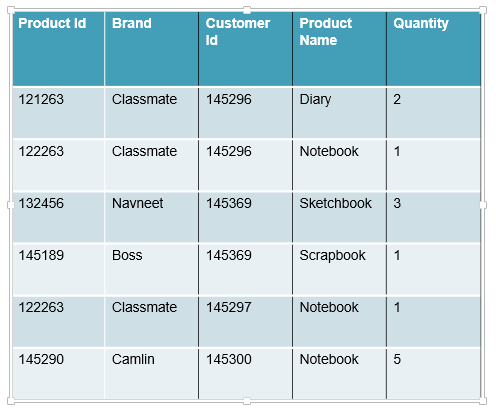 Product Id Brand Customer Id Product Name Quantity
121263 Classmate 145296 Diary 2
122263 Classmate 145296 Notebook 1
132456 Navneet 145369 Sketchbook 3
145189 Boss 145369 Scrapbook 1
122263 Classmate 145297 Notebook 1
145290 Camlin 145300 Notebook 5